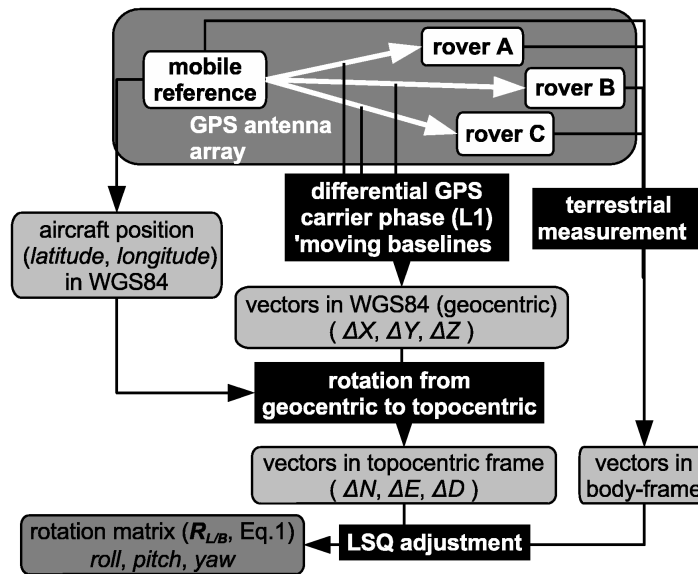 rover A
mobile
reference
rover B
GPS antenna
array
rover C
differential GPS
carrier phase (L1)
'moving baselines
terrestrial
measurement
aircraft position
(latitude, longitude)
in WGS84
vectors in WGS84 (geocentric)
( ΔX, ΔY, ΔZ )
rotation from
geocentric to topocentric
vectors in topocentric frame
( ΔN, ΔE, ΔD )
vectors in
body-frame
rotation matrix (R_{L/B}, Eq.1)
roll, pitch, yaw
LSQ adjustment